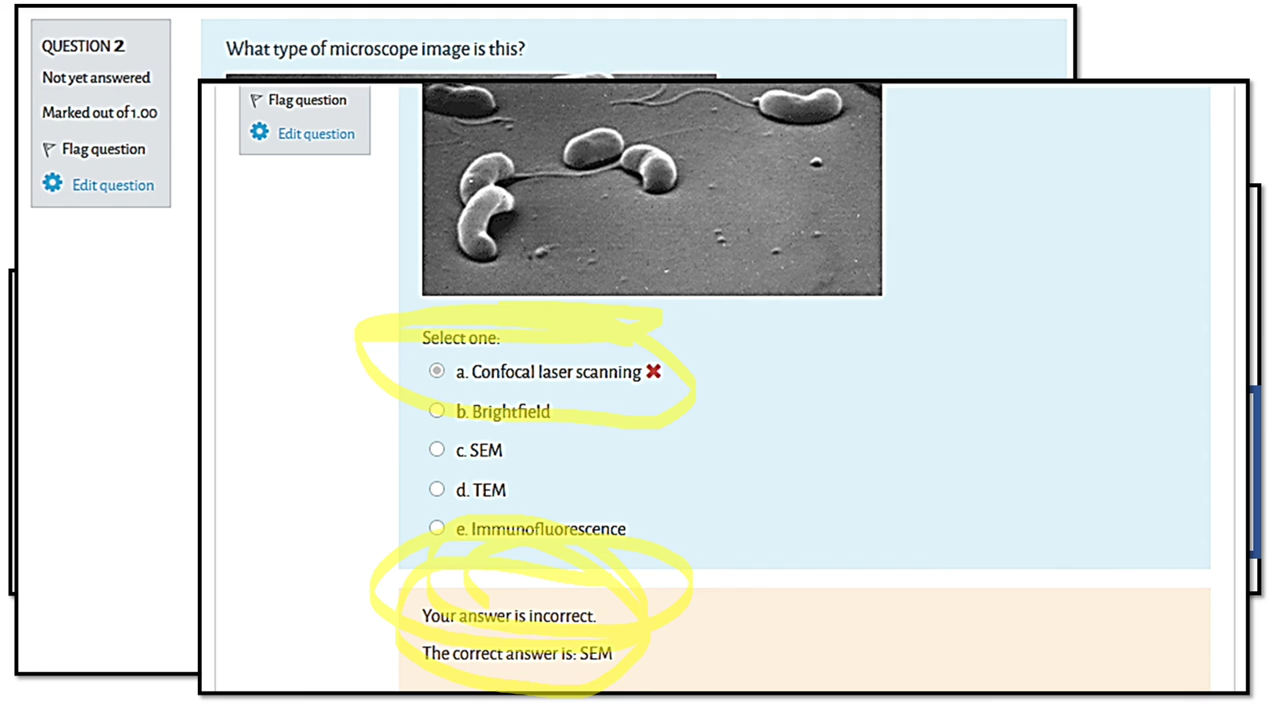 QUESTION 2
Not yet answered
Marked out of 1.00
Flag question
Edit question
What type of microscope image is this?
Flag question
Edit question
Select one:
a. Confocal laser scanning
b. Brightfield
c. SEM
d. TEM
e. Immunofluorescence
Your answer is incorrect.
The correct answer is: SEM